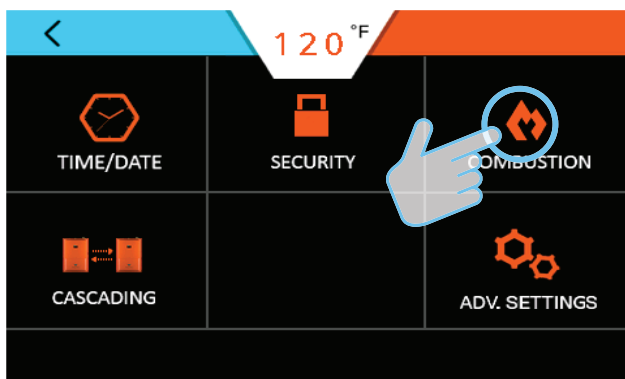 120 °F
TIME/DATE
SECURITY
COMBUSTION
CASCADING
ADV. SETTINGS